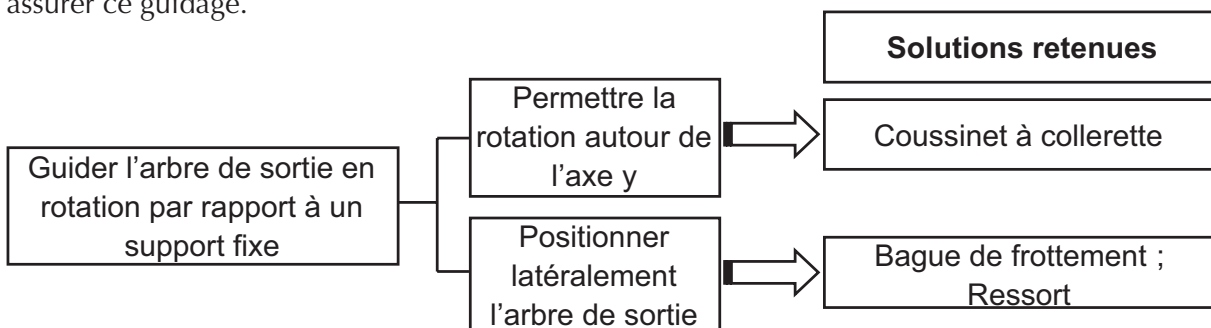 assurer ce guidage.
Solutions retenues
Permettre la
rotation autour de
l'axe y
Coussinet à collerette
Guider l'arbre de sortie en
rotation par rapport à un
support fixe
Positionner
latéralement
l'arbre de sortie
Bague de frottement ;
Ressort